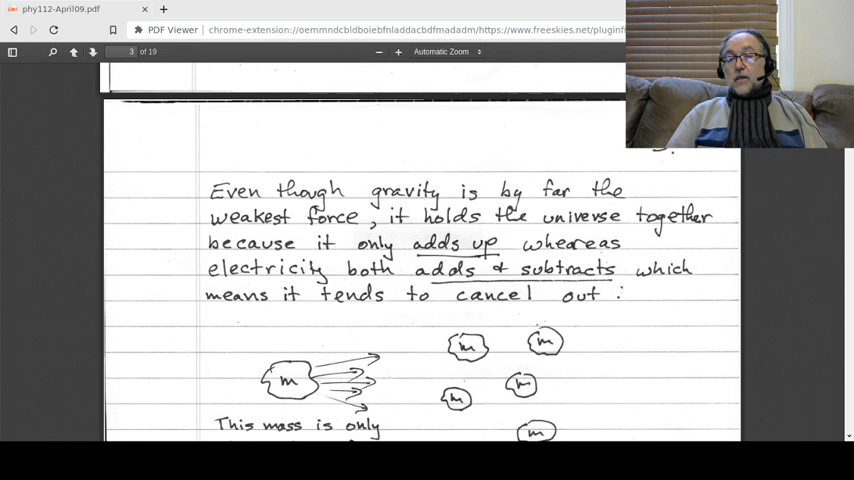 phy112-April09.pdf
PDF Viewer
chrome-extension://oemmndcbldboiebfnladdacbdfmadadm/https://www.freeskies.net/pluginfi
3 of 19
Automatic Zoom
Even though gravity is by far the
weakest force, it holds the universe together
because it only adds up whereas
electricity both adds & subtracts which
means it tends to cancel out :
m m
m
m m
This mass is only
m